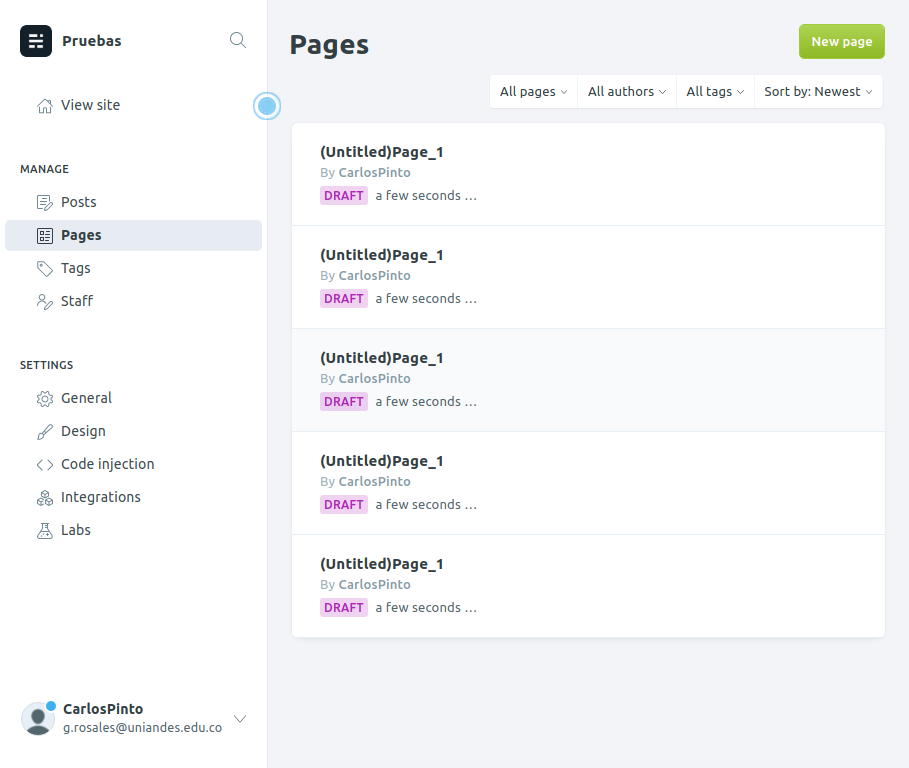 Pruebas
View site
MANAGE
Posts
Pages
Tags
Staff
SETTINGS
General
Design
Code injection
Integrations
Labs
CarlosPinto
g.rosales@uniandes.edu.co
Pages
New page
All pages
All authors
All tags
Sort by: Newest
(Untitled)Page_1
By CarlosPinto
DRAFT a few seconds ...
(Untitled)Page_1
By CarlosPinto
DRAFT a few seconds ...
(Untitled)Page_1
By CarlosPinto
DRAFT a few seconds ...
(Untitled)Page_1
By CarlosPinto
DRAFT a few seconds ...
(Untitled)Page_1
By CarlosPinto
DRAFT a few seconds ...